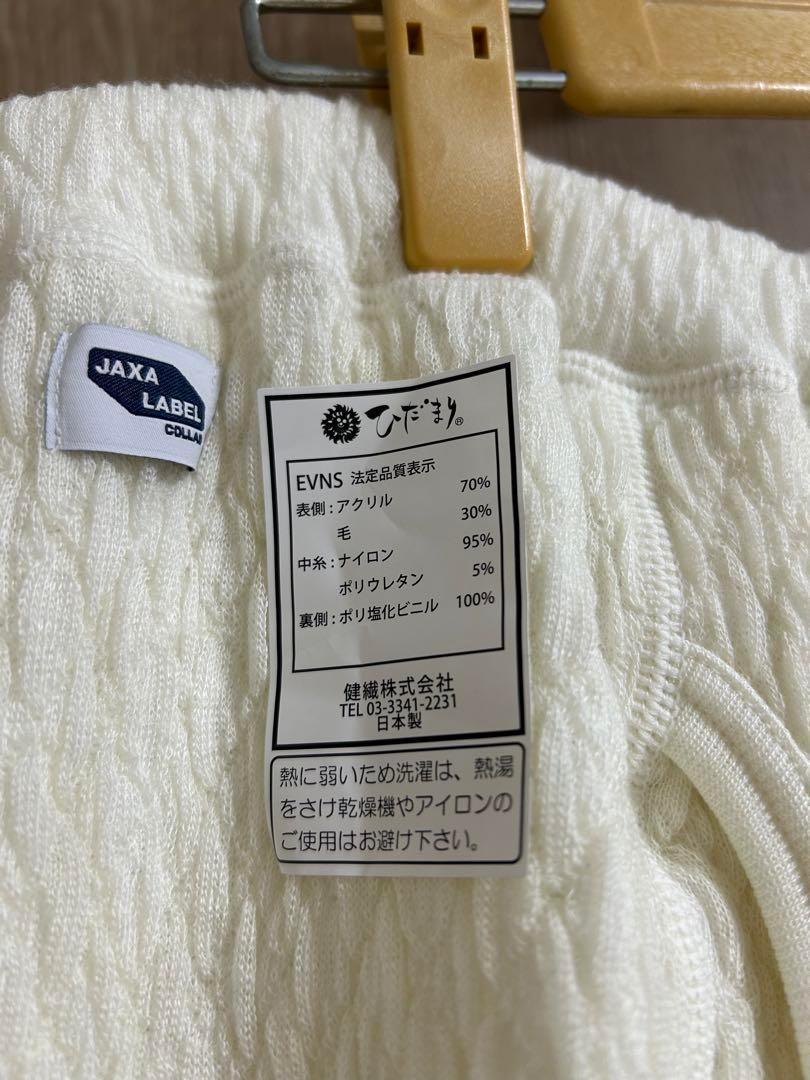 JAXA
LABEL
ひだまり®
EVNS 法定品質表示
表側:アクリル 70%
毛 30%
中糸:ナイロン 95%
ポリウレタン 5%
裏側:ポリ塩化ビニル 100%
健繊株式会社
TEL 03-3341-2231
日本製
熱に弱いため洗濯は、熱湯
をさけ乾燥機やアイロンの
ご使用はお避け下さい。